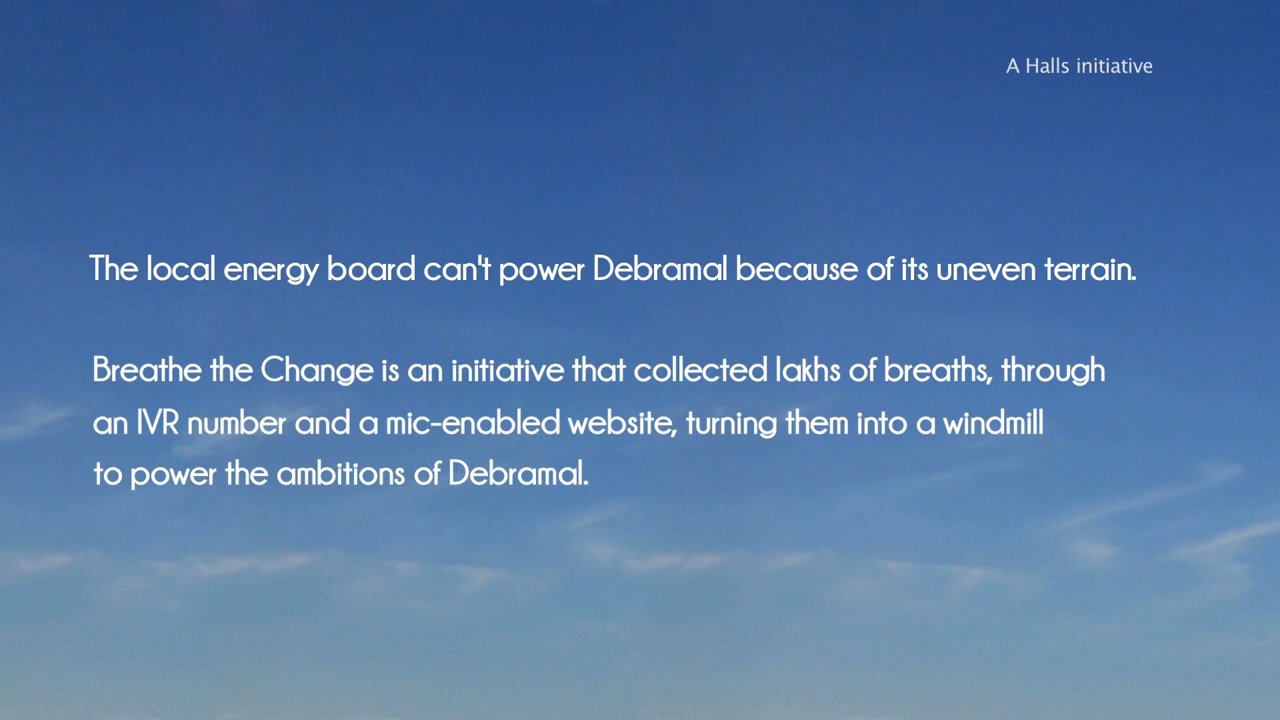 A Halls initiative
The local energy board can't power Debramal because of its uneven terrain.
Breathe the Change is an initiative that collected lakhs of breaths, through
an IVR number and a mic-enabled website, turning them into a windmill
to power the ambitions of Debramal.